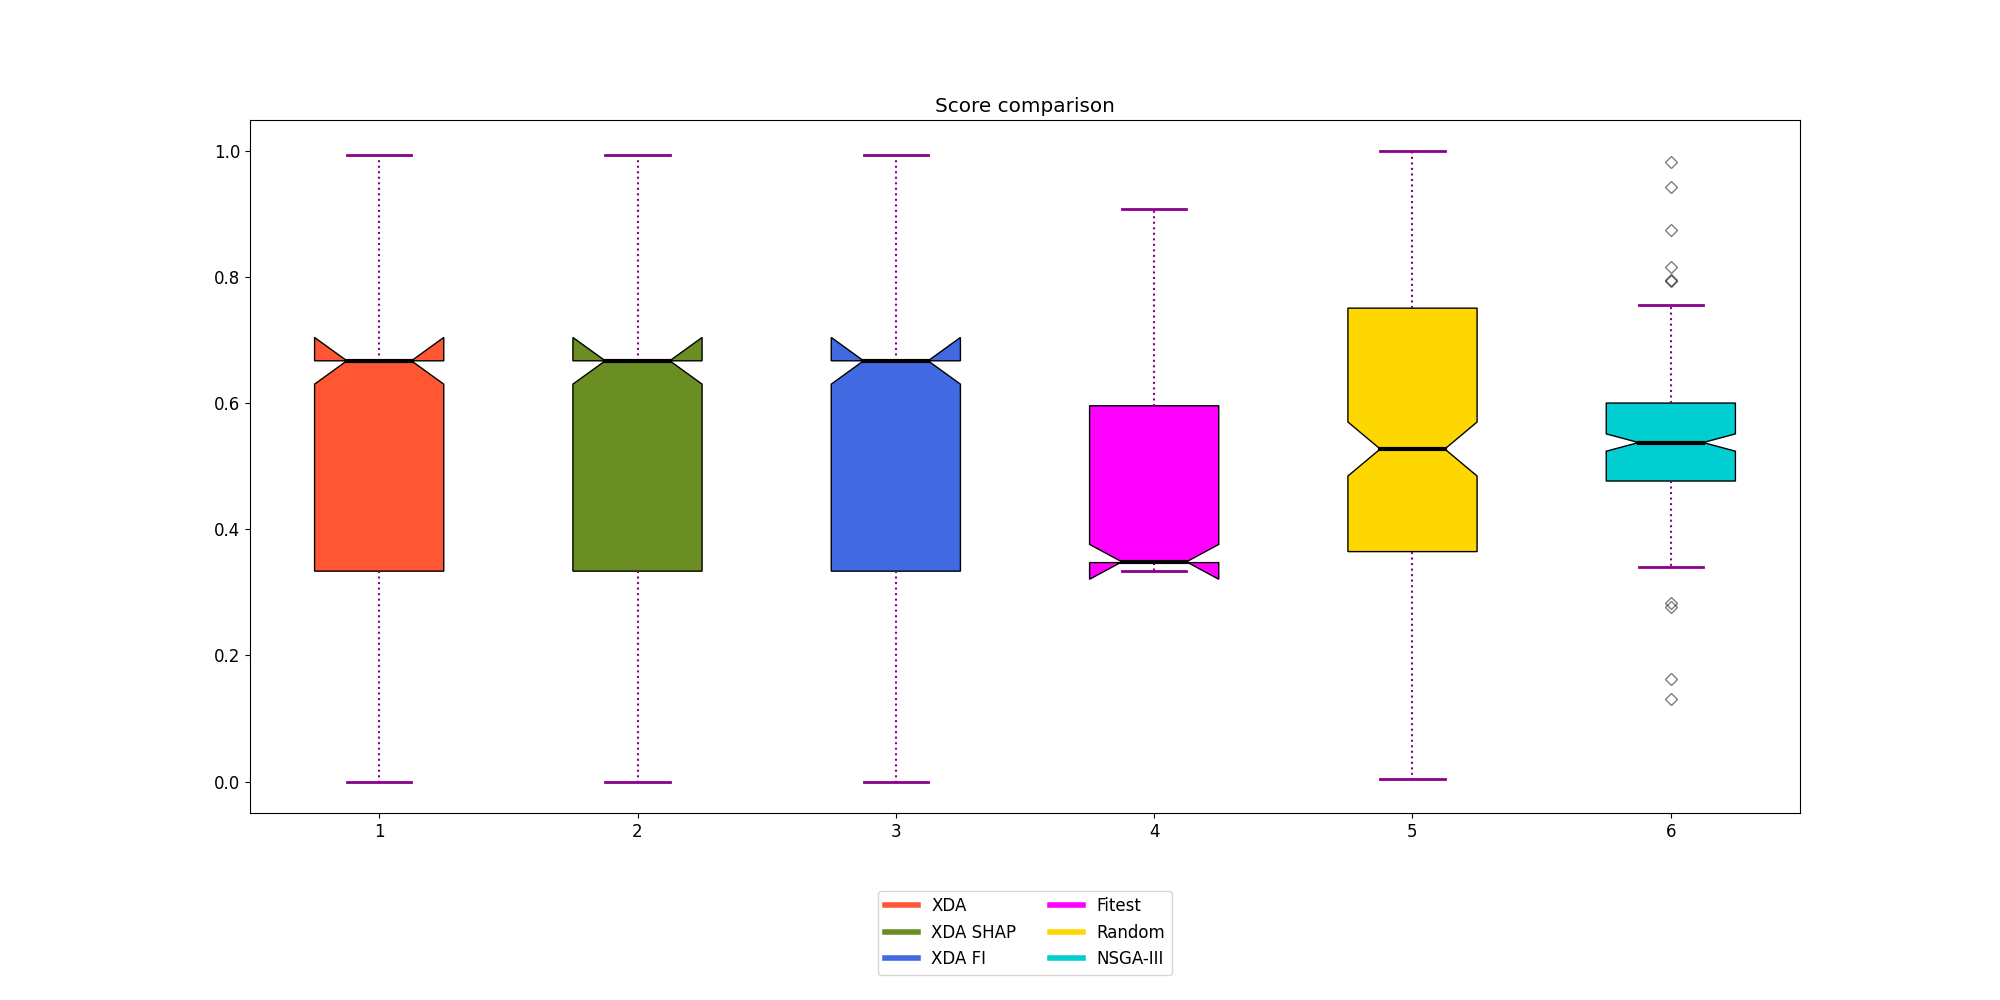 Score comparison
1.0
0.8
0.6
0.4
0.2
0.0
1 2 3 4 5 6
XDA
XDA SHAP
XDA FI
Fitest
Random
NSGA-III